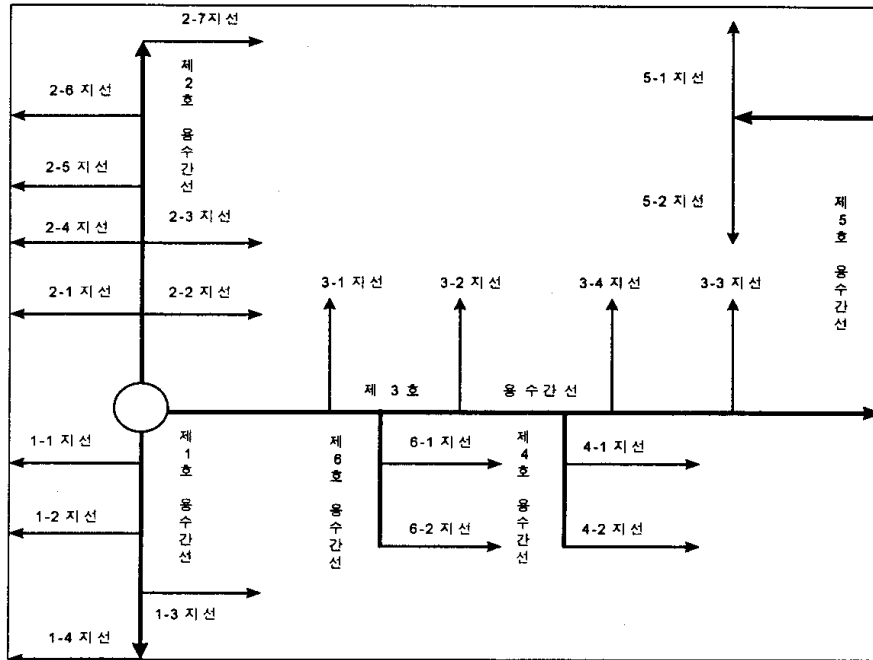 2-7지선
제2호 용수간선
2-6 지선
5-1 지선
2-5 지선
5-2 지선
제5호 용수간선
2-4 지선
2-3 지선
2-1 지선
2-2 지선
3-1 지선
3-2 지선
3-4 지선
3-3 지선
제 3호 용수간선
1-1 지선
제1호 용수간선
제6호 용수간선
6-1 지선
제4호 용수간선
4-1 지선
1-2 지선
6-2 지선
4-2 지선
1-3 지선
1-4 지선